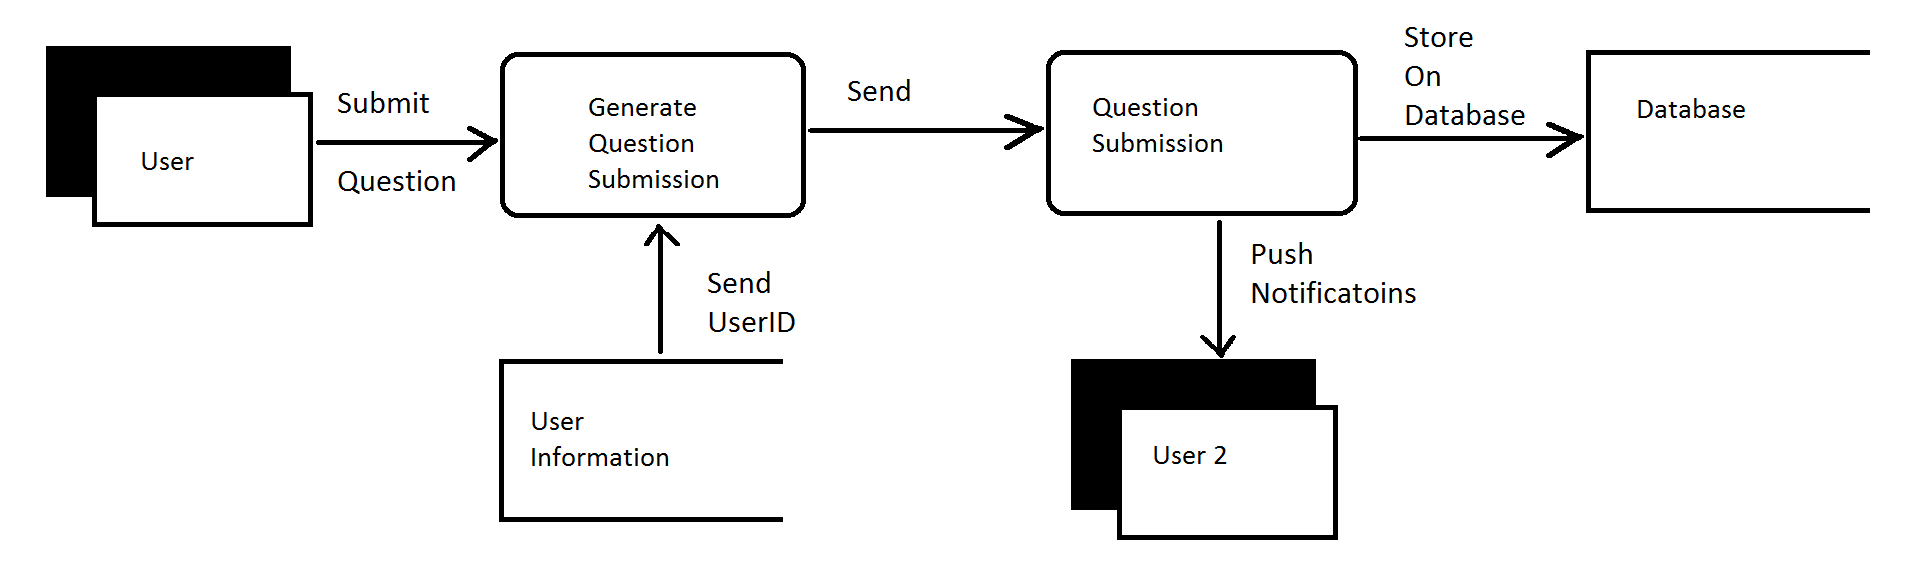 User
Submit
Question
Generate
Question
Submission
Send
Question
Submission
Store
On
Database
Database
Send
UserID
Push
Notificatoins
User
Information
User 2